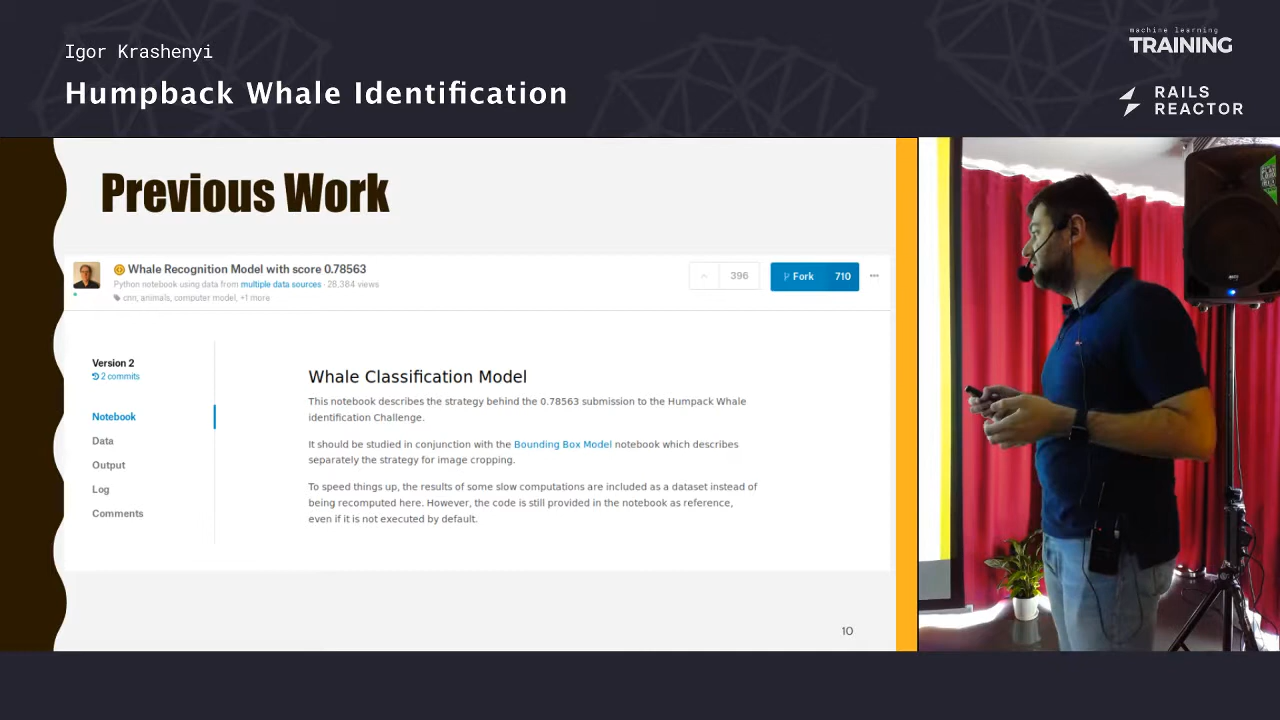 Igor Krashenyi
Humpback Whale Identification
machine learning
TRAINING
RAILS
REACTOR
Previous Work
Whale Recognition Model with score 0.78563
Python notebook using data from multiple data sources · 28,384 views
cnn, animals, computer model, +1 more
396
Fork 710
Version 2
2 commits
Notebook
Data
Output
Log
Comments
Whale Classification Model
This notebook describes the strategy behind the 0.78563 submission to the Humpack Whale
identification Challenge.
It should be studied in conjunction with the Bounding Box Model notebook which describes
separately the strategy for image cropping.
To speed things up, the results of some slow computations are included as a dataset instead of
being recomputed here. However, the code is still provided in the notebook as reference,
even if it is not executed by default.
10